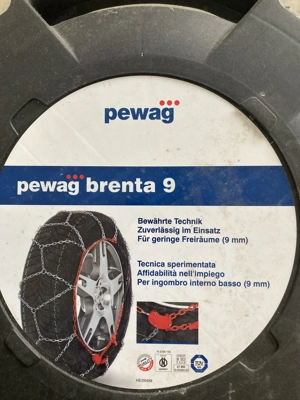 pewag
pewag brenta 9
Bewährte Technik
Zuverlässig im Einsatz
Für geringe Freiräume (9 mm)
Tecnica sperimentata
Affidabilità nell'Impiego
Per ingombro interno basso (9 mm)